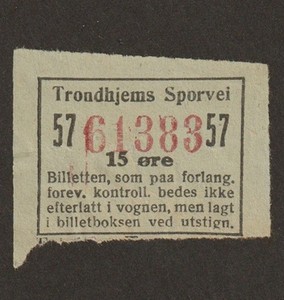 Trondhjems Sporvei
57 61383 57
15 øre
Billetten, som paa forlang.
forev. kontroll. bedes ikke
efterlatt i vognen, men lagt
i billetboksen ved utstign.